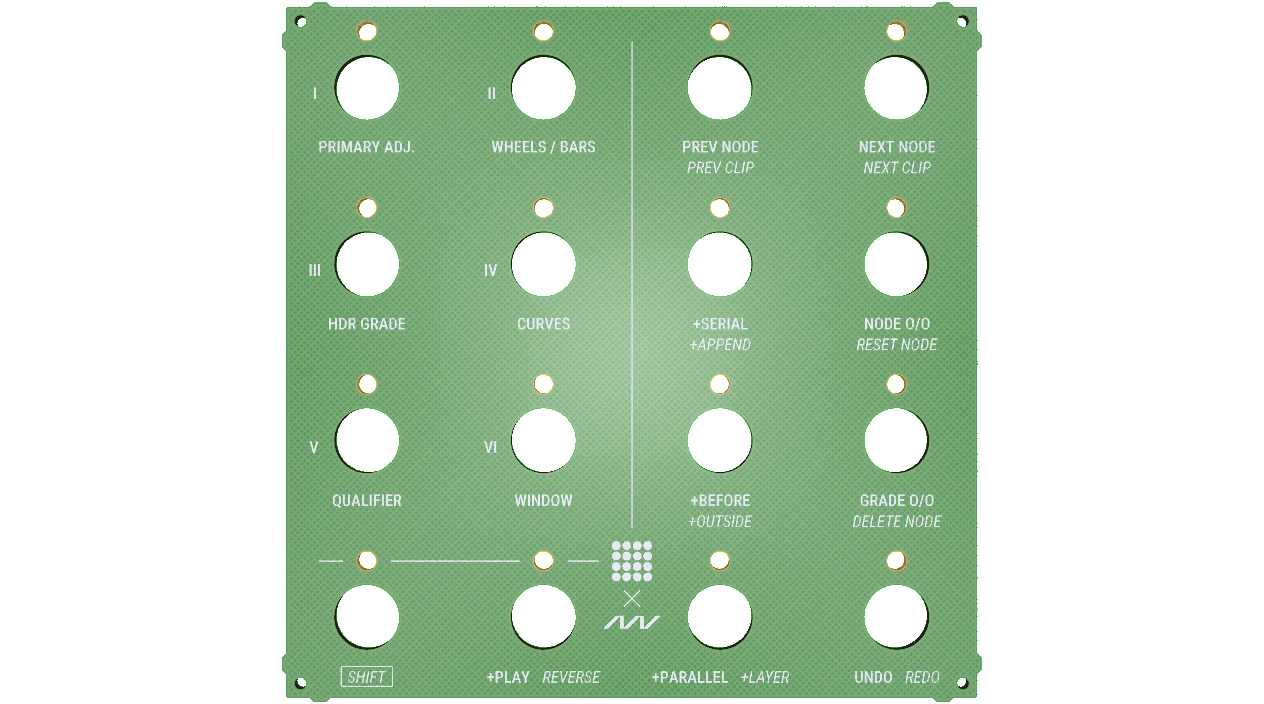 I II
PRIMARY ADJ. WHEELS / BARS PREV NODE NEXT NODE
PREV CLIP NEXT CLIP
III IV
HDR GRADE CURVES +SERIAL NODE O/O
+APPEND RESET NODE
V VI
QUALIFIER WINDOW +BEFORE GRADE O/O
+OUTSIDE DELETE NODE
SHIFT +PLAY REVERSE +PARALLEL +LAYER UNDO REDO